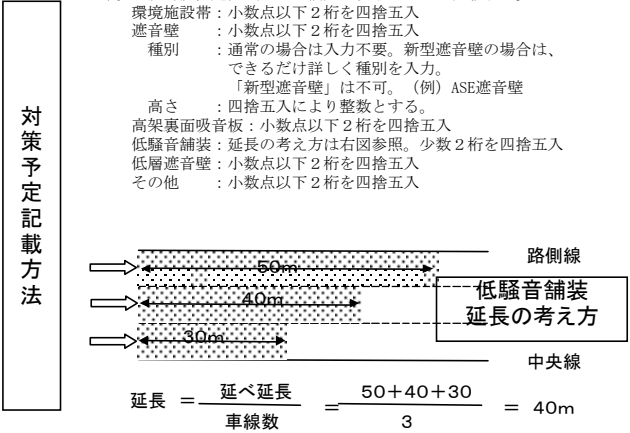 対策予定記載方法
環境施設帯：小数点以下２桁を四捨五入
遮音壁　　：小数点以下２桁を四捨五入
種別　　：通常の場合は入力不要。新型遮音壁の場合は、
できるだけ詳しく種別を入力。
「新型遮音壁」は不可。（例）ASE遮音壁
高さ　　：四捨五入により整数とする。
高架裏面吸音板：小数点以下２桁を四捨五入
低騒音舗装：延長の考え方は右図参照。少数２桁を四捨五入
低層遮音壁：小数点以下２桁を四捨五入
その他　　：小数点以下２桁を四捨五入
路側線
50m
40m
30m
低騒音舗装
延長の考え方
中央線
延長 ＝ 延べ延長 ＝ 50＋40＋30 ＝ 40m
車線数 3